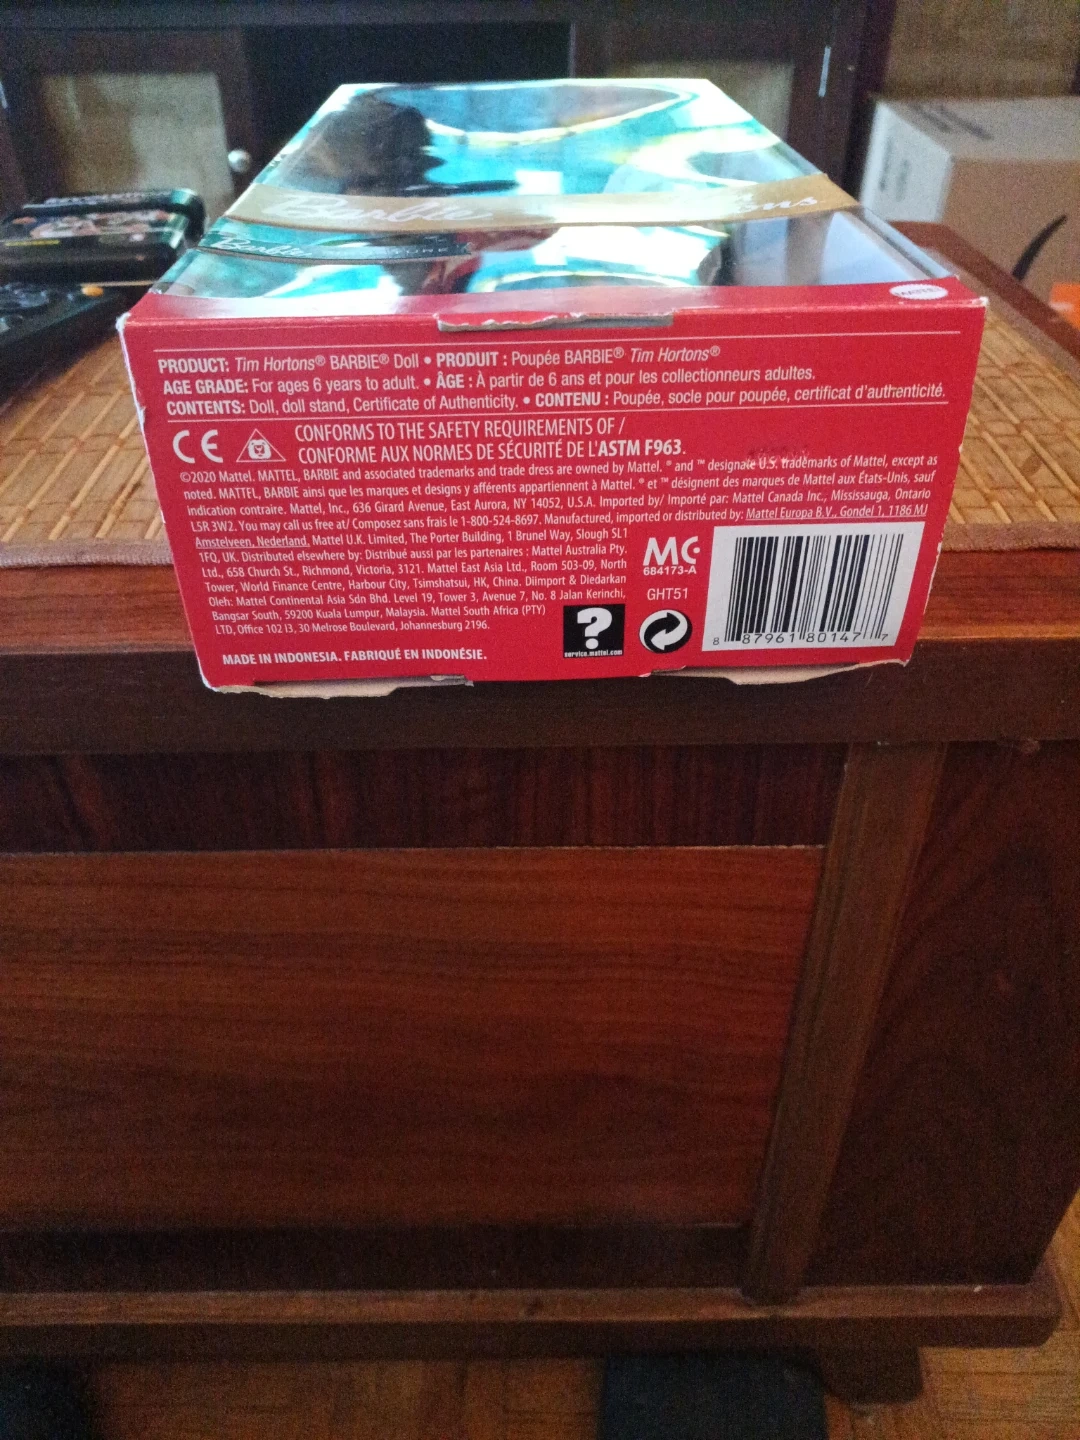 Barbie
Barbie
PRODUCT: Tim Hortons® BARBIE® Doll • PRODUIT : Poupée BARBIE® Tim Hortons®
AGE GRADE: For ages 6 years to adult. • ÂGE : À partir de 6 ans et pour les collectionneurs adultes.
CONTENTS: Doll, doll stand, Certificate of Authenticity. • CONTENU : Poupée, socle pour poupée, certificat d'authenticité.
CE
CONFORMS TO THE SAFETY REQUIREMENTS OF /
CONFORME AUX NORMES DE SÉCURITÉ DE L'ASTM F963.
©2020 Mattel. MATTEL, BARBIE and associated trademarks and trade dress are owned by Mattel. ® and ™ designate U.S. trademarks of Mattel, except as
noted. MATTEL, BARBIE ainsi que les marques et designs y afférents appartiennent à Mattel. ® et ™ désignent des marques de Mattel aux États-Unis, sauf
indication contraire. Mattel, Inc., 636 Girard Avenue, East Aurora, NY 14052, U.S.A. Imported by/ Importé par: Mattel Canada Inc., Mississauga, Ontario
L5R 3W2. You may call us free at/ Composez sans frais le 1-800-524-8697. Manufactured, imported or distributed by: Mattel Europa B.V., Gondel 1, 1186 MJ
Amstelveen, Nederland. Mattel U.K. Limited, The Porter Building, 1 Brunel Way, Slough SL1
1FQ, UK. Distributed elsewhere by: Distribué aussi par les partenaires : Mattel Australia Pty.
Ltd., 658 Church St., Richmond, Victoria, 3121. Mattel East Asia Ltd., Room 503-09, North
Tower, World Finance Centre, Harbour City, Tsimshatsui, HK, China. Diimport & Diedarkan
Oleh: Mattel Continental Asia Sdn Bhd. Level 19, Tower 3, Avenue 7, No. 8 Jalan Kerinchi,
Bangsar South, 59200 Kuala Lumpur, Malaysia. Mattel South Africa (PTY)
LTD, Office 102 I3, 30 Melrose Boulevard, Johannesburg 2196.
MADE IN INDONESIA. FABRIQUÉ EN INDONÉSIE.
MC
684173-A
GHT51
?
service.mattel.com
8 87961 80147 7